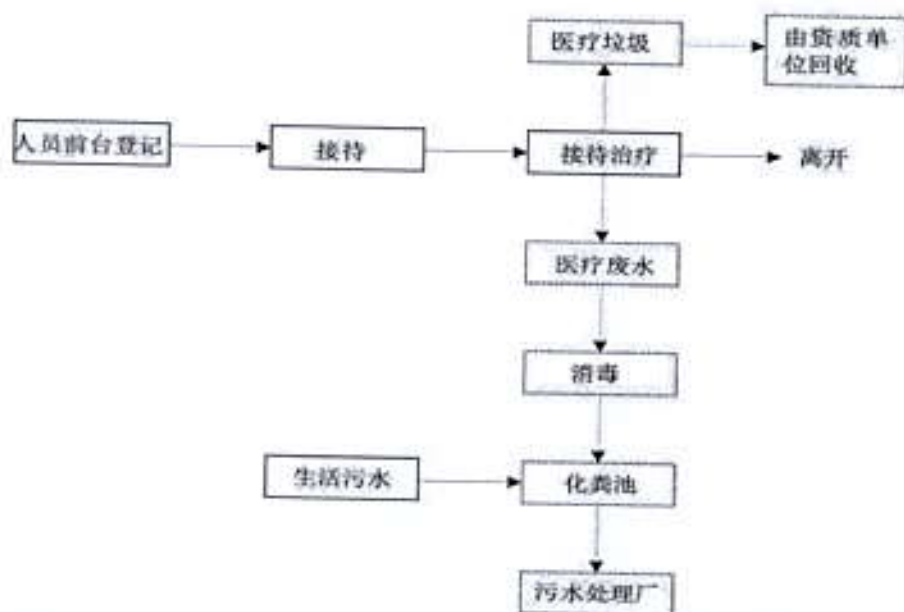 医疗垃圾
由资质单
位回收
人员前台登记
接待
接待治疗
离开
医疗废水
消毒
生活污水
化粪池
污水处理厂